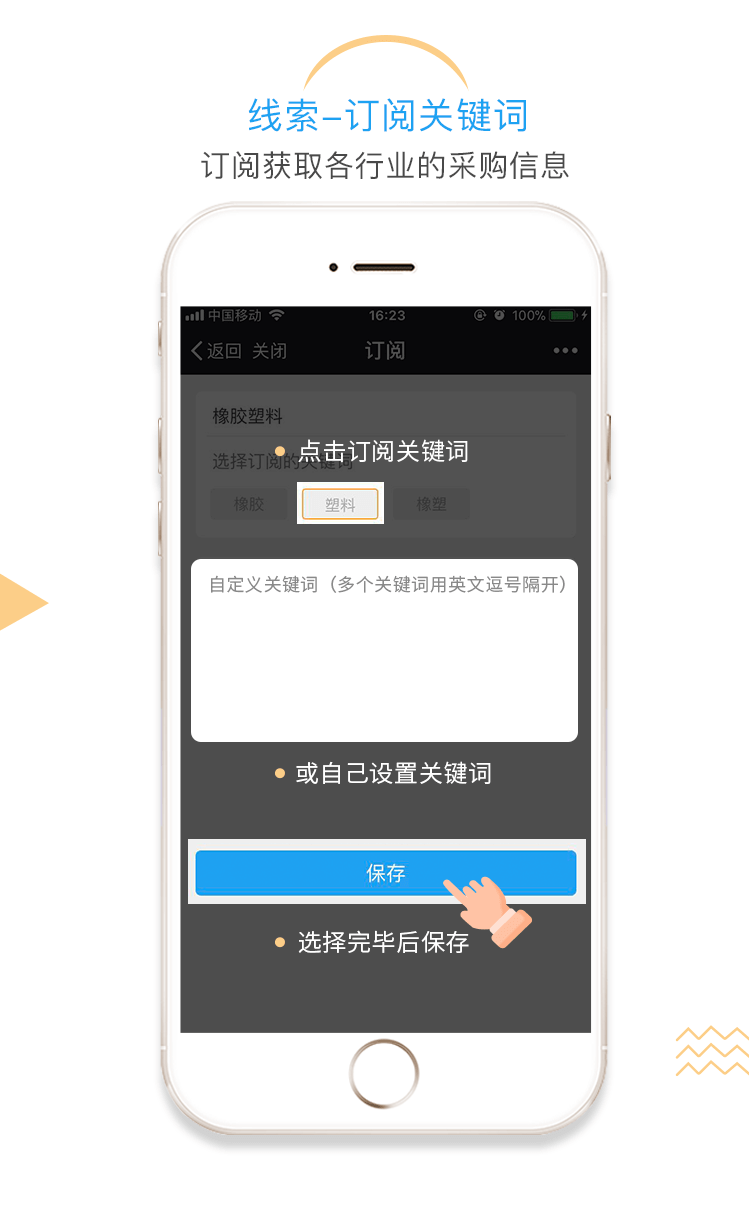 线索-订阅关键词
订阅获取各行业的采购信息
中国移动 16:23 100%
返回 关闭 订阅
橡胶塑料
点击订阅关键词
选择订阅的关键词
橡胶 塑料 橡塑
自定义关键词（多个关键词用英文逗号隔开）
或自己设置关键词
保存
选择完毕后保存